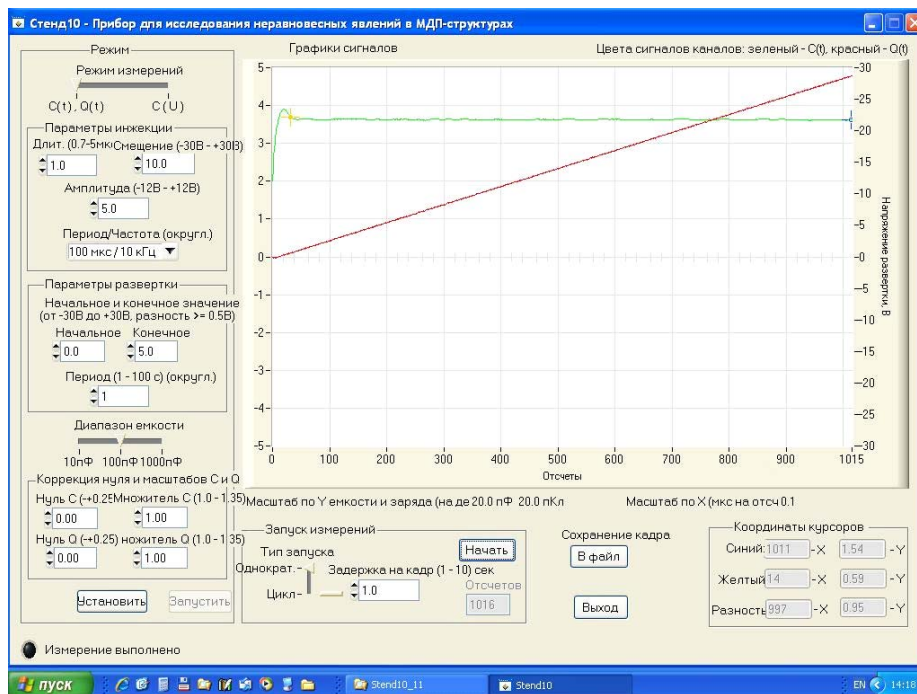 Стенд10 - Прибор для исследования неравновесных явлений в МДП-структурах
Режим
Режим измерений
C(t), Q(t) C(U)
Параметры инжекции
Длит. (0.7-5мкс Смещение (-30В - +30В)
1.0 10.0
Амплитуда (-12В - +12В)
5.0
Период/Частота (округл.)
100 мкс / 10 кГц
Параметры развертки
Начальное и конечное значение
(от -30В до +30В, разность >= 0.5В)
Начальное Конечное
0.0 5.0
Период (1 - 100 с) (округл.)
1
Диапазон емкости
10пФ 100пФ 1000пФ
Коррекция нуля и масштабов C и Q
Нуль C (-+0.25 Множитель C (1.0 - 1.35)
0.00 1.00
Нуль Q (-+0.25) ножитель Q (1.0 - 1.35)
0.00 1.00
Установить Запустить
Измерение выполнено
Графики сигналов Цвета сигналов каналов: зеленый - C(t), красный - Q(t)
5
4
3
2
1
0
-1
-2
-3
-4
-5
0 100 200 300 400 500 600 700 800 900 1015
Отсчеты
-30
-25
-20
-15
-10
-5
-0
-5
-10
-15
-20
-25
-30
Напряжение развертки, В
Масштаб по Y емкости и заряда (на де 20.0 пФ 20.0 пКл Масштаб по X (мкс на отсч 0.1
Запуск измерений
Тип запуска
Однократ.
Цикл
Начать
Задержка на кадр (1 - 10) сек
1.0
Отсчетов
1016
Сохранение кадра
В файл
Выход
Координаты курсоров
Синий: 1011 -X 1.54 -Y
Желтый 14 -X 0.59 -Y
Разность 997 -X 0.95 -Y
пуск
Stend10_11
Stend10
EN
14:18